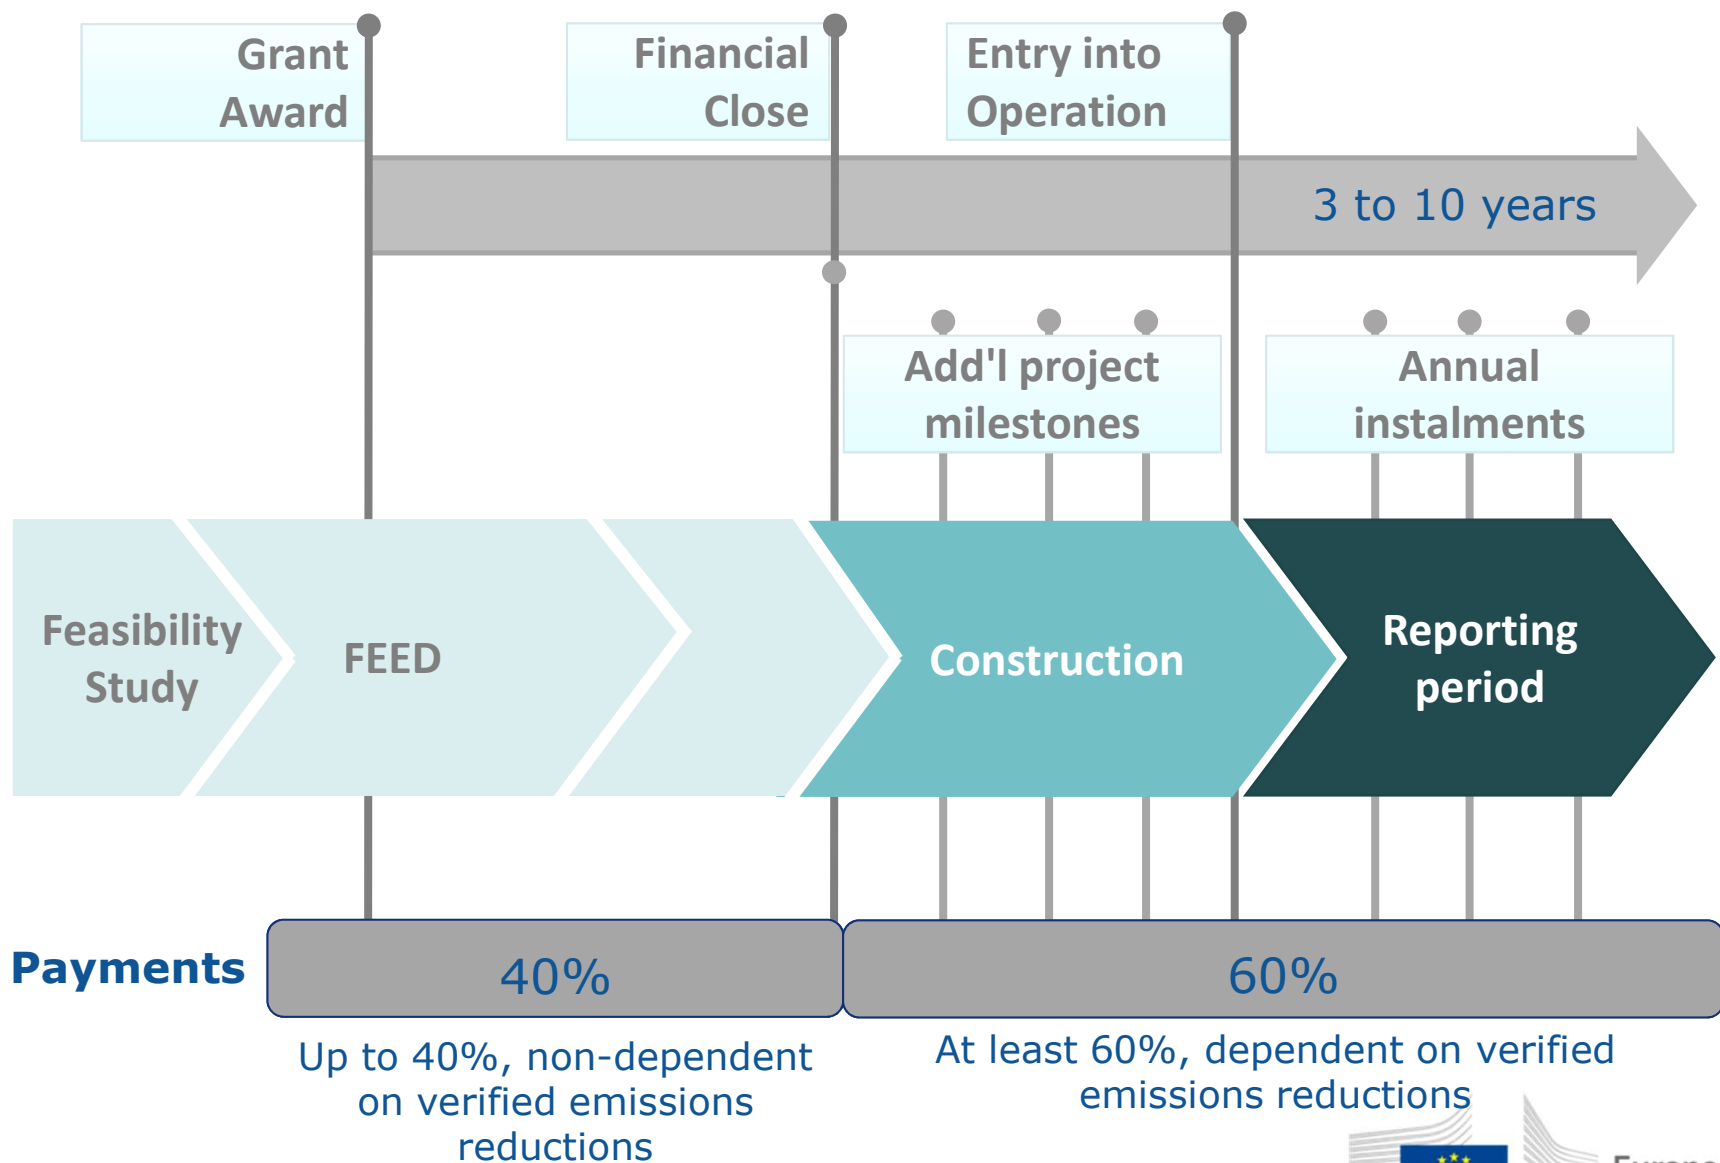 Grant
Award
Financial
Close
Entry into
Operation
3 to 10 years
Add'l project
milestones
Annual
instalments
Feasibility
Study
FEED
Construction
Reporting
period
Payments
40%
60%
Up to 40%, non-dependent
on verified emissions
reductions
At least 60%, dependent on verified
emissions reductions